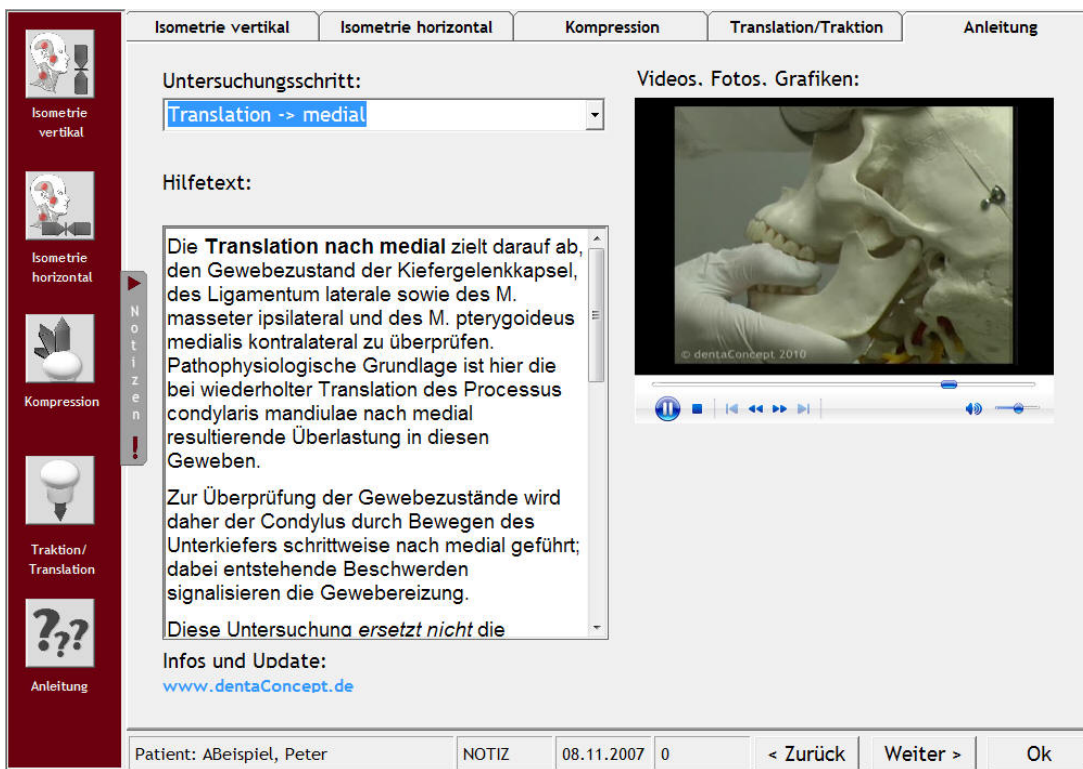 Isometrie vertikal
Isometrie horizontal
Kompression
Translation/Traktion
Anleitung
Isometrie
vertikal
Isometrie
horizontal
Kompression
Traktion/
Translation
???
Anleitung
Notizen
!
Untersuchungsschritt:
Translation -> medial
Hilfetext:
Die Translation nach medial zielt darauf ab,
den Gewebezustand der Kiefergelenkkapsel,
des Ligamentum laterale sowie des M.
masseter ipsilateral und des M. pterygoideus
medialis kontralateral zu überprüfen.
Pathophysiologische Grundlage ist hier die
bei wiederholter Translation des Processus
condylaris mandiulae nach medial
resultierende Überlastung in diesen
Geweben.
Zur Überprüfung der Gewebezustände wird
daher der Condylus durch Bewegen des
Unterkiefers schrittweise nach medial geführt;
dabei entstehende Beschwerden
signalisieren die Gewebereizung.
Diese Untersuchung ersetzt nicht die
Infos und Update:
www.dentaConcept.de
Videos. Fotos. Grafiken:
© dentaConcept 2010
Patient: ABeispiel, Peter
NOTIZ
08.11.2007
0
< Zurück
Weiter >
Ok